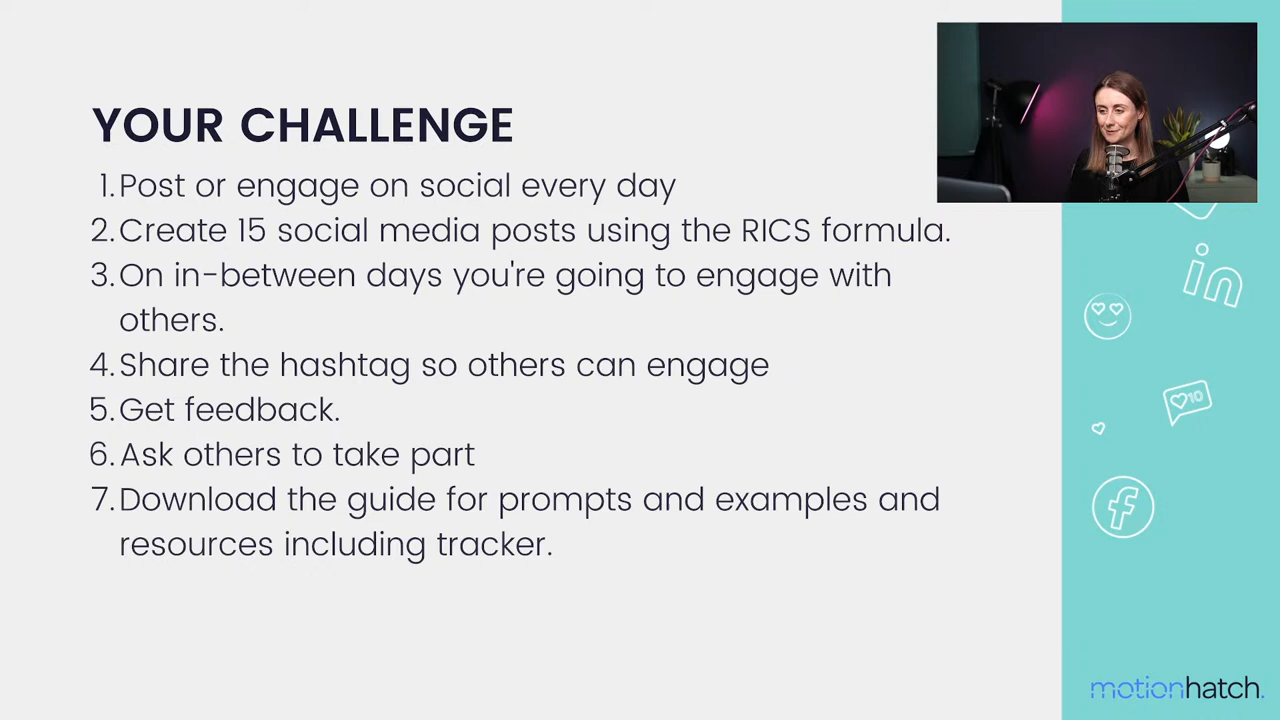 YOUR CHALLENGE
1. Post or engage on social every day
2. Create 15 social media posts using the RICS formula.
3. On in-between days you're going to engage with
others.
4. Share the hashtag so others can engage
5. Get feedback.
6. Ask others to take part
7. Download the guide for prompts and examples and
resources including tracker.
in
10
f
motionhatch.